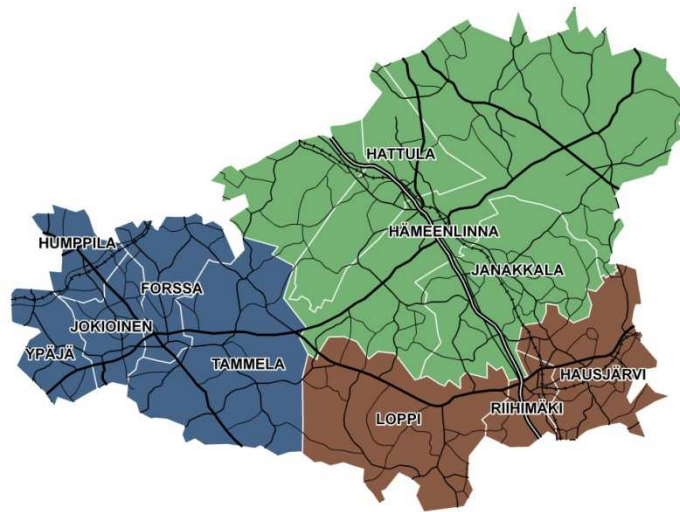 HATTULA
HÄMEENLINNA
HUMPPILA
JANAKKALA
FORSSA
JOKIOINEN
YPÄJÄ
TAMMELA
HAUSJÄRVI
RIIHIMÄKI
LOPPI